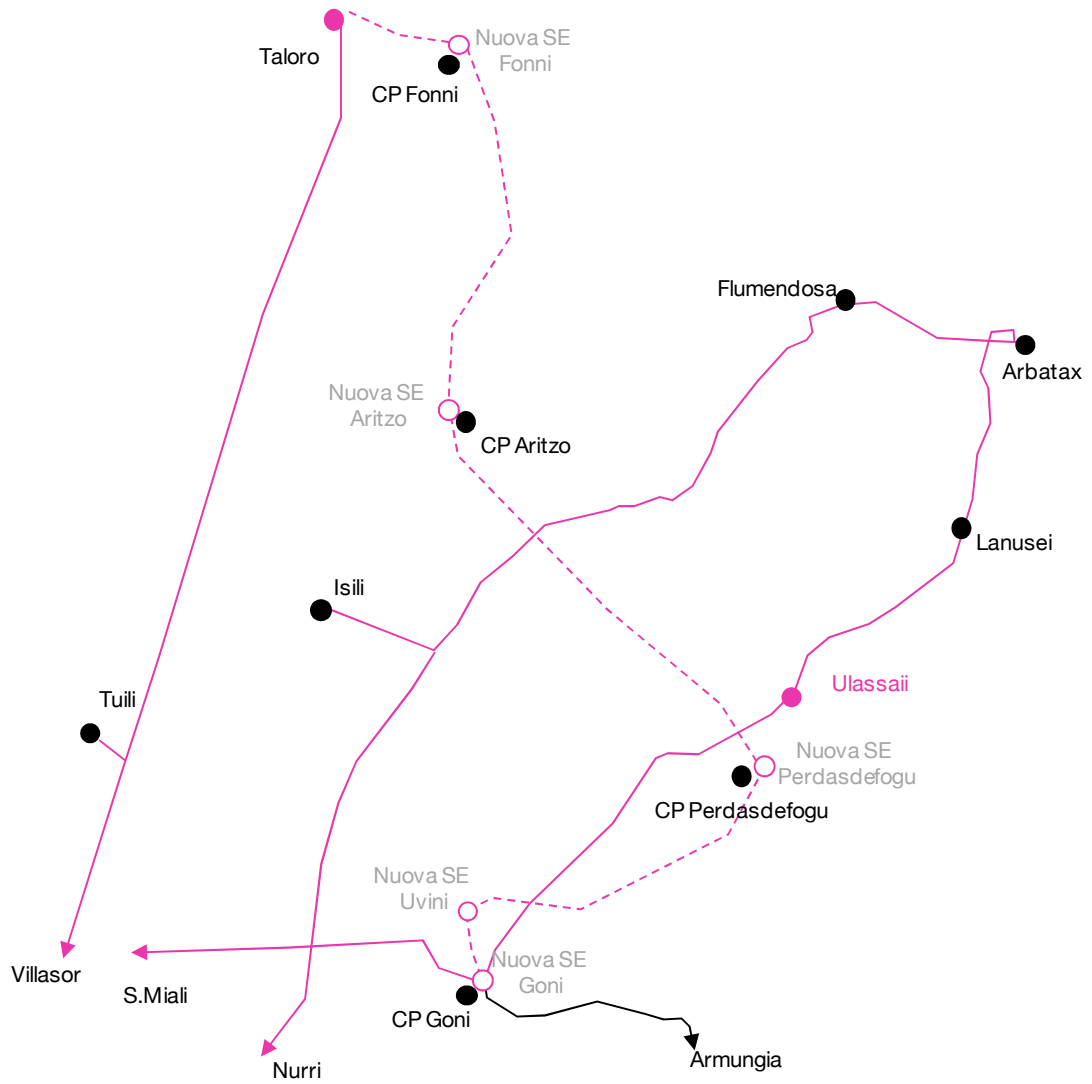 Nuova SE
Fonni
Taloro
CP Fonni
Flumendosa
Arbatax
Nuova SE
Aritzo
CP Aritzo
Lanusei
Isili
Ulassaii
Tuili
Nuova SE
Perdasdefogu
CP Perdasdefogu
Nuova SE
Uvini
Nuova SE
Goni
Villasor
S.Miali
CP Goni
Armungia
Nurri